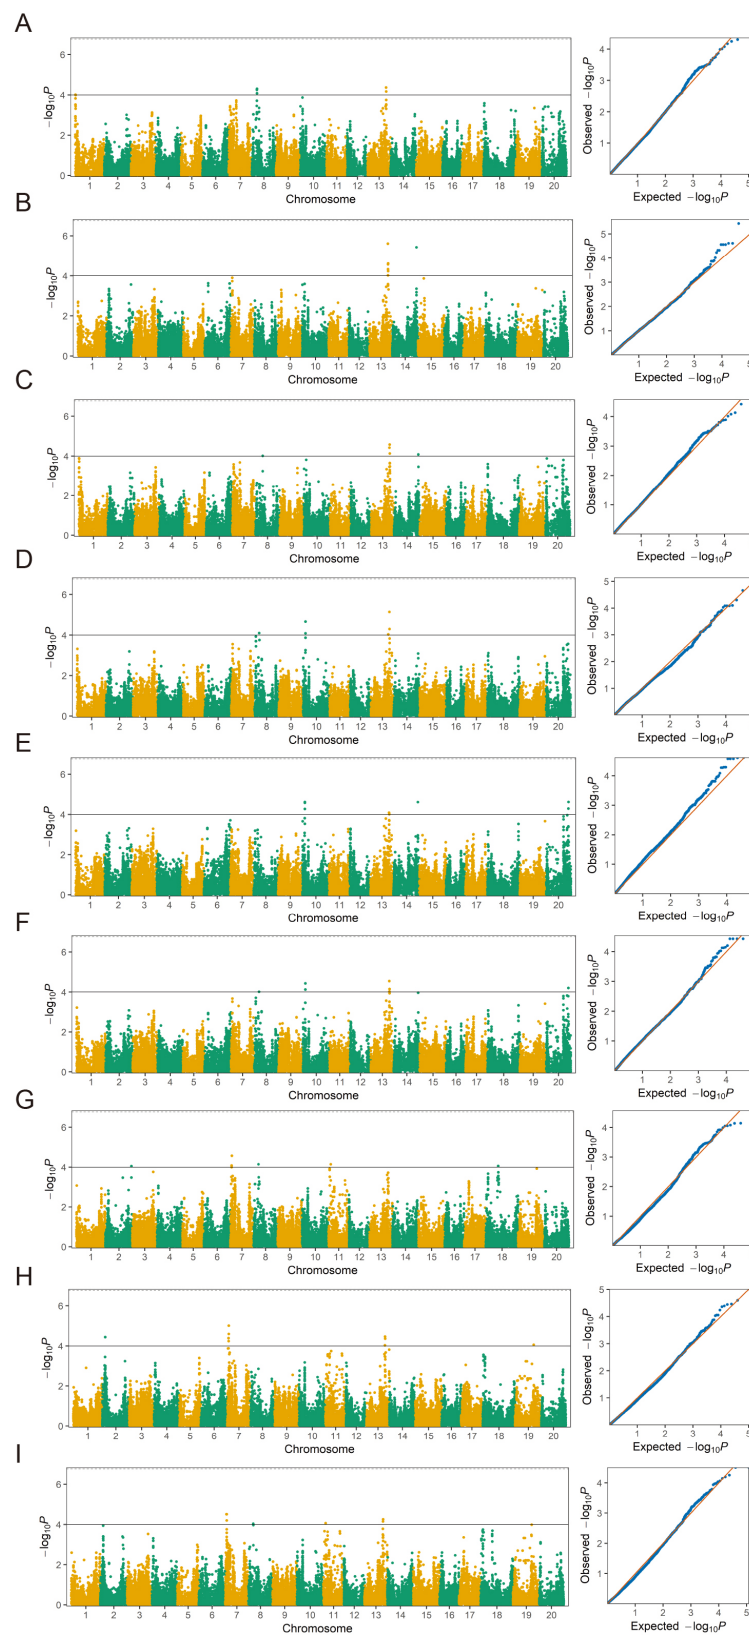 A
−log₁₀P
6
4
2
0
1 2 3 4 5 6 7 8 9 10 11 12 13 14 15 16 17 18 19 20
Chromosome
Observed −log₁₀P
4
3
2
1
1 2 3 4 5
Expected −log₁₀P
B
−log₁₀P
6
4
2
0
1 2 3 4 5 6 7 8 9 10 11 12 13 14 15 16 17 18 19 20
Chromosome
Observed −log₁₀P
5
4
3
2
1
1 2 3 4 5
Expected −log₁₀P
C
−log₁₀P
6
4
2
0
1 2 3 4 5 6 7 8 9 10 11 12 13 14 15 16 17 18 19 20
Chromosome
Observed −log₁₀P
4
3
2
1
1 2 3 4
Expected −log₁₀P
D
−log₁₀P
6
4
2
0
1 2 3 4 5 6 7 8 9 10 11 12 13 14 15 16 17 18 19 20
Chromosome
Observed −log₁₀P
5
4
3
2
1
1 2 3 4
Expected −log₁₀P
E
−log₁₀P
6
4
2
0
1 2 3 4 5 6 7 8 9 10 11 12 13 14 15 16 17 18 19 20
Chromosome
Observed −log₁₀P
4
3
2
1
1 2 3 4
Expected −log₁₀P
F
−log₁₀P
6
4
2
0
1 2 3 4 5 6 7 8 9 10 11 12 13 14 15 16 17 18 19 20
Chromosome
Observed −log₁₀P
4
3
2
1
1 2 3 4
Expected −log₁₀P
G
−log₁₀P
6
4
2
0
1 2 3 4 5 6 7 8 9 10 11 12 13 14 15 16 17 18 19 20
Chromosome
Observed −log₁₀P
4
3
2
1
1 2 3 4
Expected −log₁₀P
H
−log₁₀P
6
4
2
0
1 2 3 4 5 6 7 8 9 10 11 12 13 14 15 16 17 18 19 20
Chromosome
Observed −log₁₀P
5
4
3
2
1
1 2 3 4 5
Expected −log₁₀P
I
−log₁₀P
6
4
2
0
1 2 3 4 5 6 7 8 9 10 11 12 13 14 15 16 17 18 19 20
Chromosome
Observed −log₁₀P
4
3
2
1
1 2 3 4 5
Expected −log₁₀P